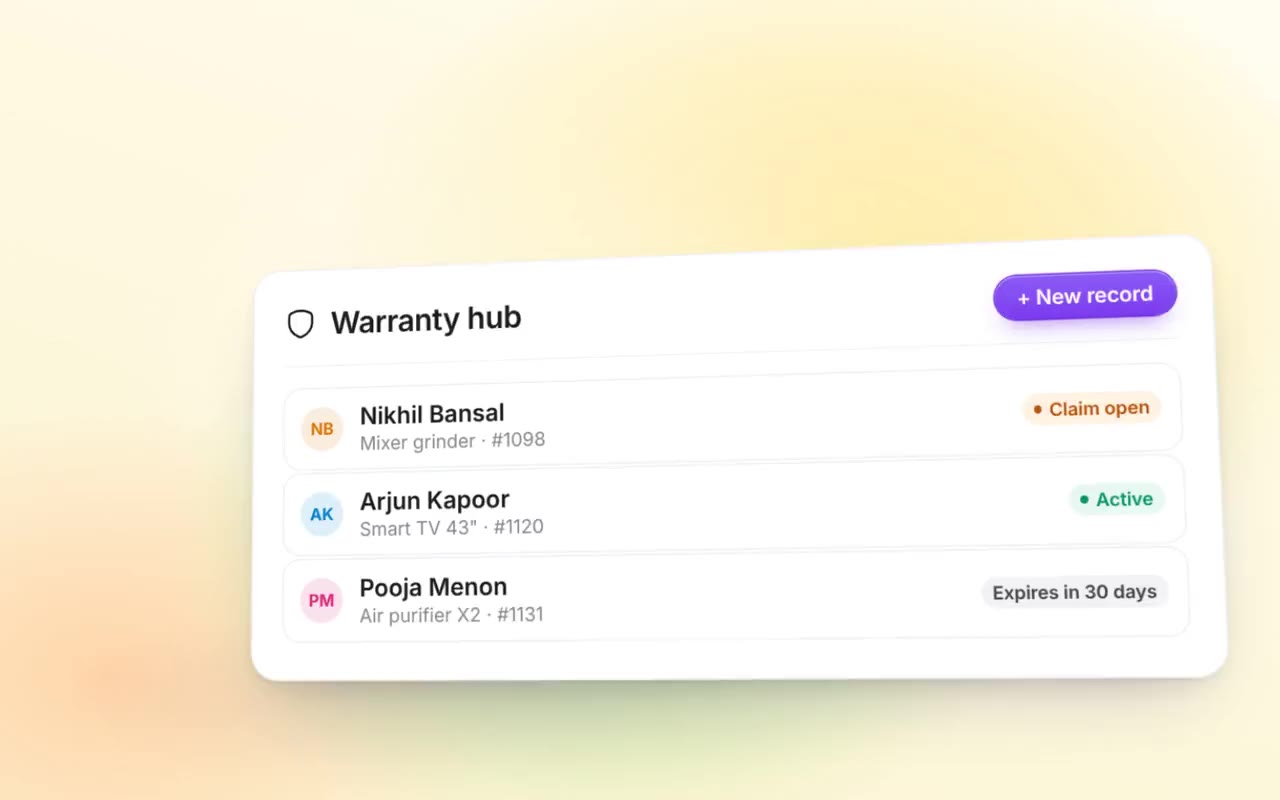 Warranty hub
+ New record
NB
Nikhil Bansal
Mixer grinder · #1098
Claim open
AK
Arjun Kapoor
Smart TV 43" · #1120
Active
PM
Pooja Menon
Air purifier X2 · #1131
Expires in 30 days